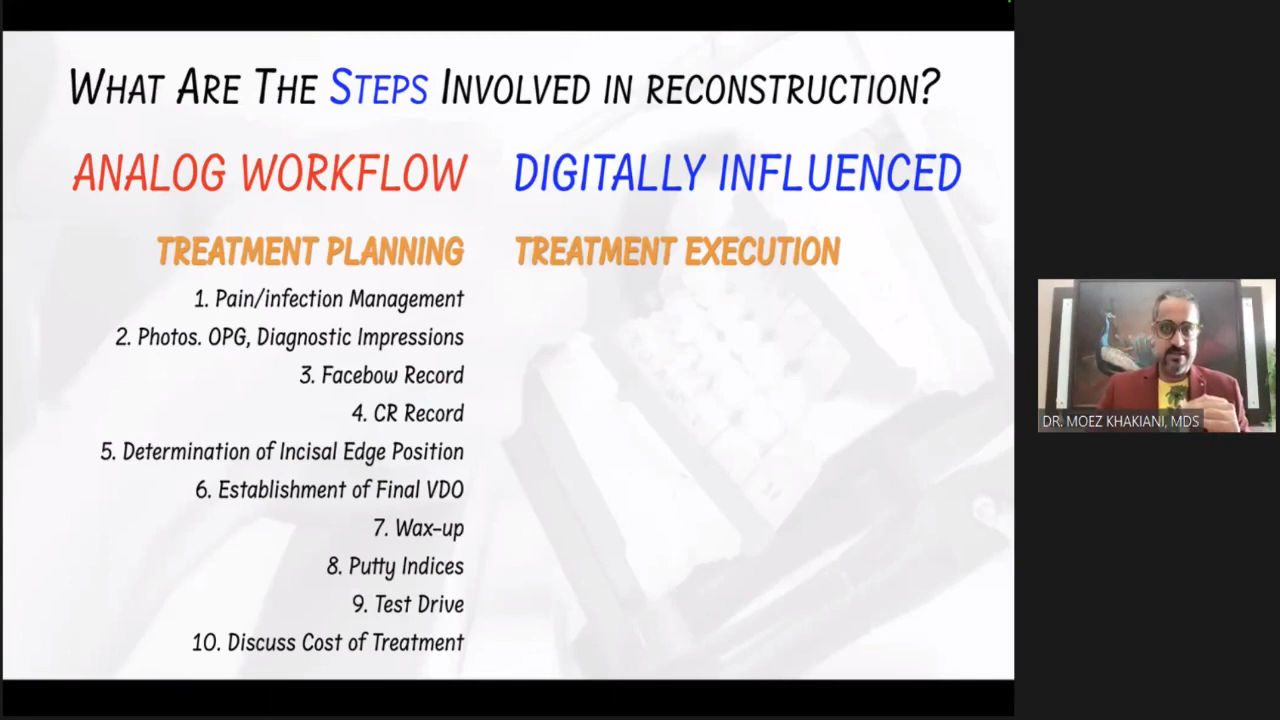 WHAT ARE THE STEPS INVOLVED IN RECONSTRUCTION?
ANALOG WORKFLOW
DIGITALLY INFLUENCED
TREATMENT PLANNING
TREATMENT EXECUTION
1. Pain/infection Management
2. Photos. OPG, Diagnostic Impressions
3. Facebow Record
4. CR Record
5. Determination of Incisal Edge Position
6. Establishment of Final VDO
7. Wax-up
8. Putty Indices
9. Test Drive
10. Discuss Cost of Treatment
DR. MOEZ KHAKIANI, MDS